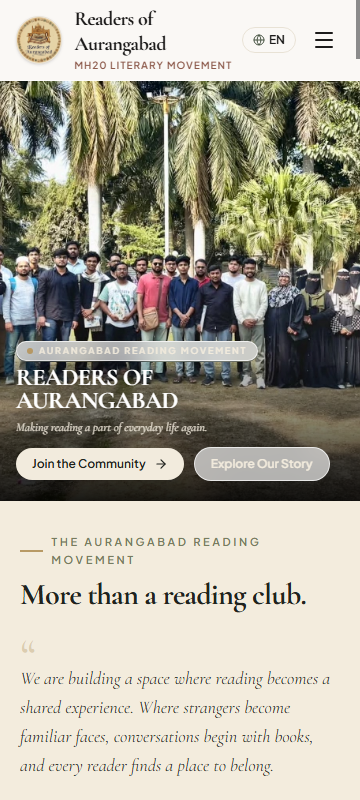 Readers of
Aurangabad
MH20 LITERARY MOVEMENT
EN
Readers of
Aurangabad
AURANGABAD READING MOVEMENT
READERS OF
AURANGABAD
Making reading a part of everyday life again.
Join the Community →
Explore Our Story
THE AURANGABAD READING
MOVEMENT
More than a reading club.
“
We are building a space where reading becomes a
shared experience. Where strangers become
familiar faces, conversations begin with books,
and every reader finds a place to belong.